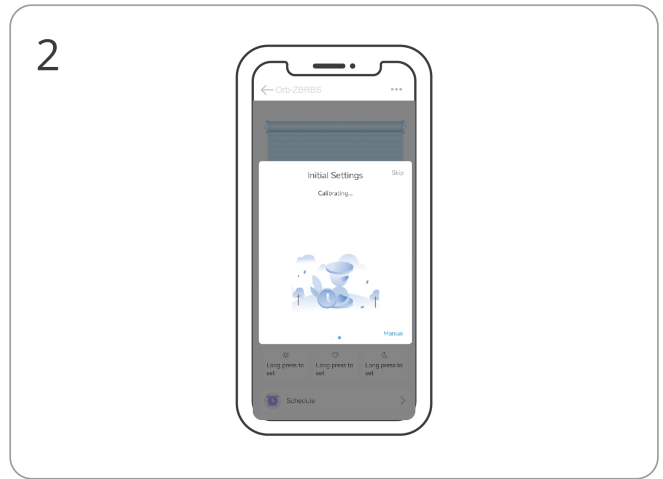 2
Orb-ZBRBS
Initial Settings
Skip
Calibrating...
Manual
Long press to
set
Long press to
set
Long press to
set
Schedule